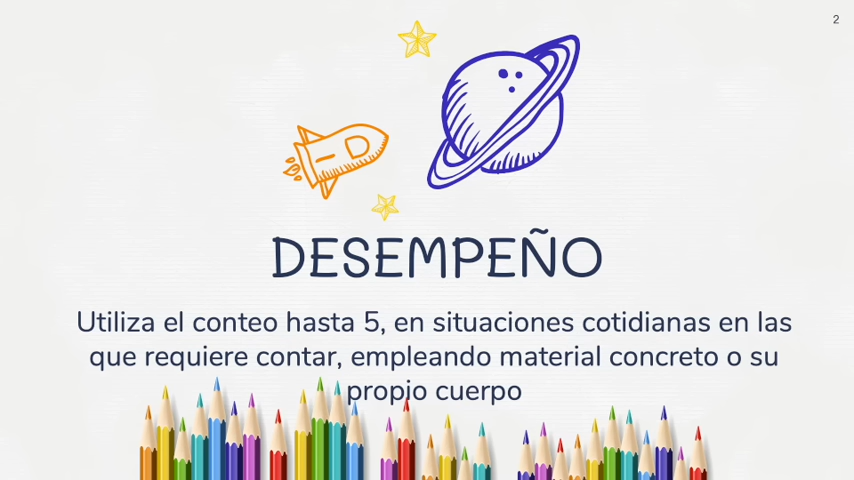 2
DESEMPEÑO
Utiliza el conteo hasta 5, en situaciones cotidianas en las
que requiere contar, empleando material concreto o su
propio cuerpo